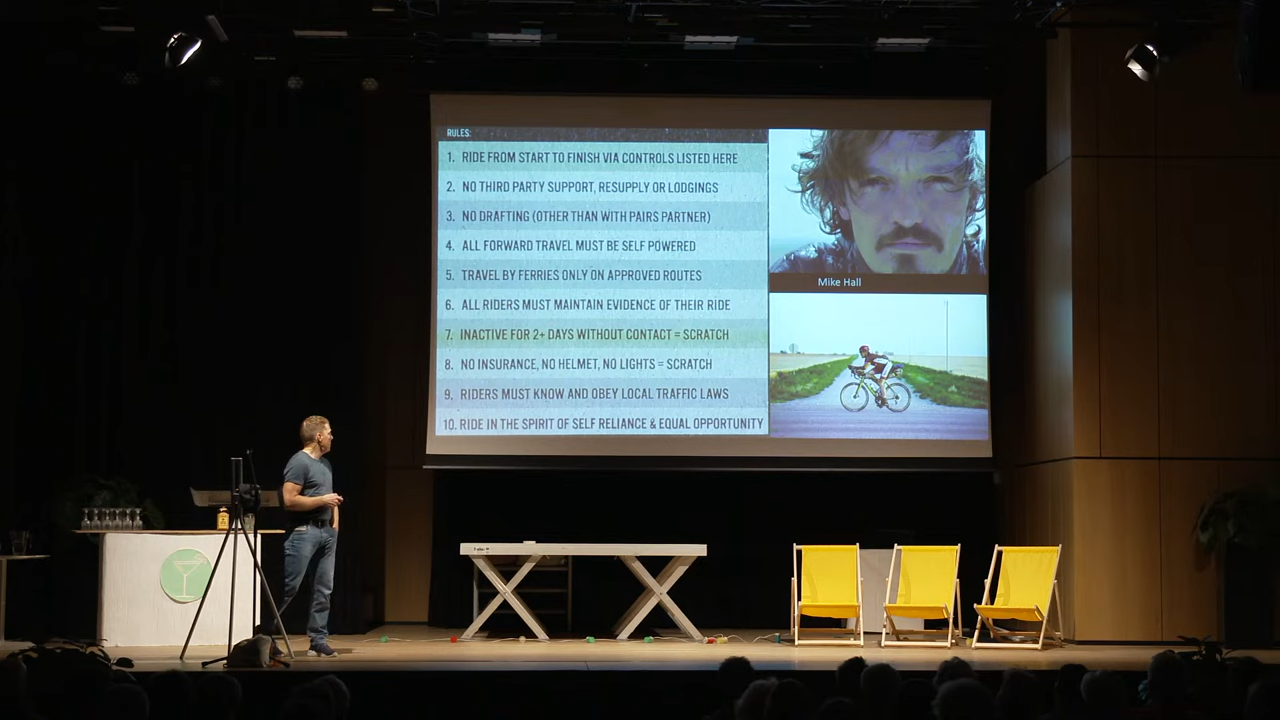 RULES:
1. RIDE FROM START TO FINISH VIA CONTROLS LISTED HERE
2. NO THIRD PARTY SUPPORT, RESUPPLY OR LODGINGS
3. NO DRAFTING (OTHER THAN WITH PAIRS PARTNER)
4. ALL FORWARD TRAVEL MUST BE SELF POWERED
5. TRAVEL BY FERRIES ONLY ON APPROVED ROUTES
6. ALL RIDERS MUST MAINTAIN EVIDENCE OF THEIR RIDE
7. INACTIVE FOR 2+ DAYS WITHOUT CONTACT = SCRATCH
8. NO INSURANCE, NO HELMET, NO LIGHTS = SCRATCH
9. RIDERS MUST KNOW AND OBEY LOCAL TRAFFIC LAWS
10. RIDE IN THE SPIRIT OF SELF RELIANCE & EQUAL OPPORTUNITY
Mike Hall